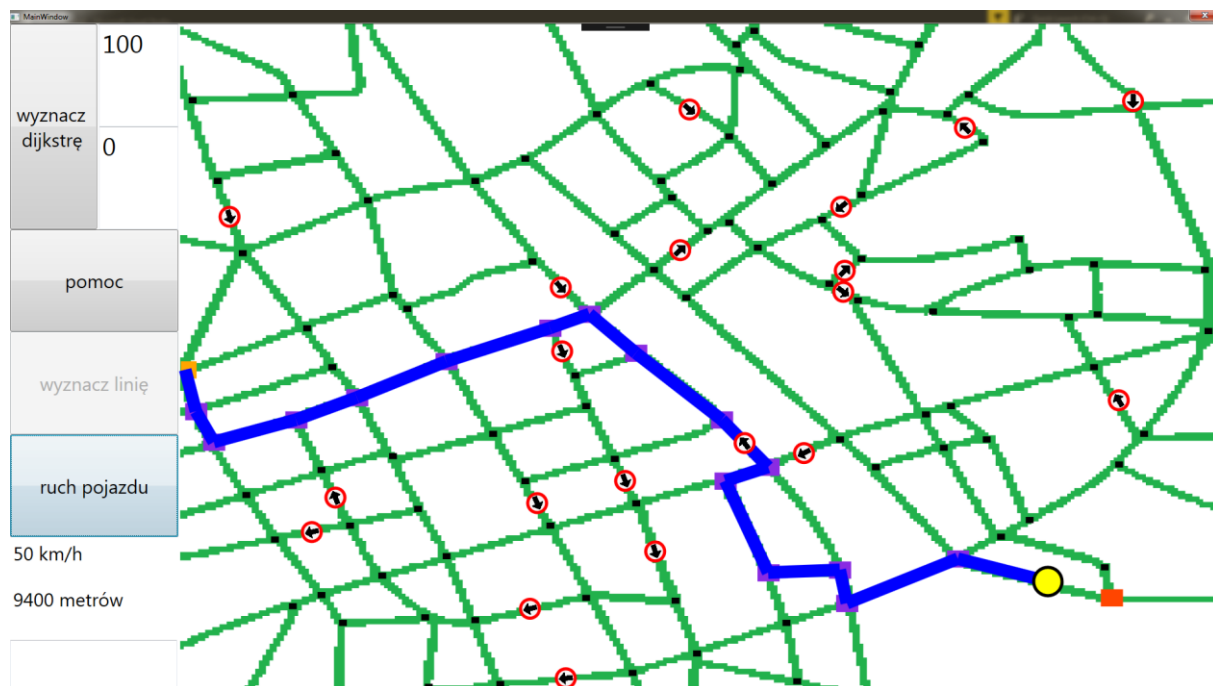 MainWindow
100
wyznacz
dijkstrę
0
pomoc
wyznacz linię
ruch pojazdu
50 km/h
9400 metrów